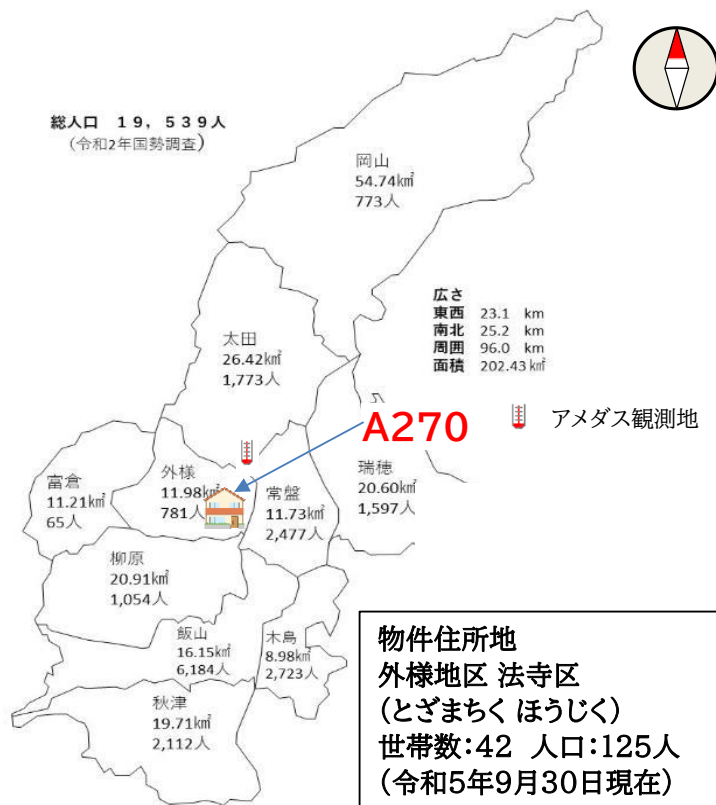 総人口 19,539人
(令和2年国勢調査)
岡山
54.74㎢
773人
広さ
東西 23.1 km
南北 25.2 km
周囲 96.0 km
面積 202.43㎢
太田
26.42㎢
1,773人
A270
アメダス観測地
富倉
11.21㎢
65人
外様
11.98㎢
781人
常盤
11.73㎢
2,477人
瑞穂
20.60㎢
1,597人
柳原
20.91㎢
1,054人
飯山
16.15㎢
6,184人
木島
8.98㎢
2,723人
秋津
19.71㎢
2,112人
物件住所地
外様地区 法寺区
(とざまちく ほうじく)
世帯数:42 人口:125人
(令和5年9月30日現在)